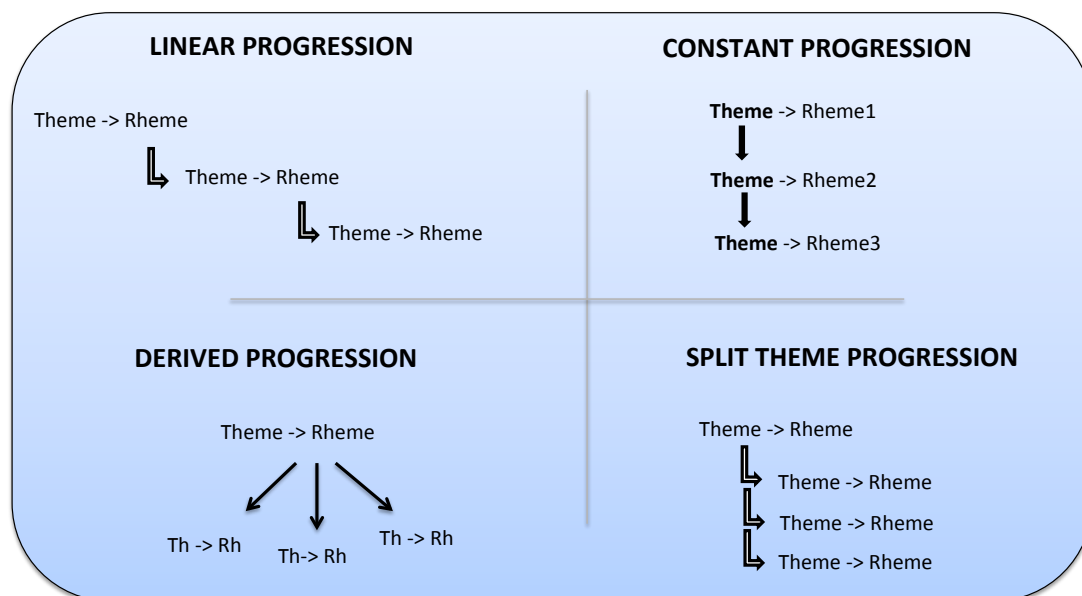 LINEAR PROGRESSION
Theme -> Rheme
Theme -> Rheme
Theme -> Rheme
CONSTANT PROGRESSION
Theme -> Rheme1
Theme -> Rheme2
Theme -> Rheme3
DERIVED PROGRESSION
Theme -> Rheme
Th -> Rh
Th-> Rh
Th -> Rh
SPLIT THEME PROGRESSION
Theme -> Rheme
Theme -> Rheme
Theme -> Rheme
Theme -> Rheme